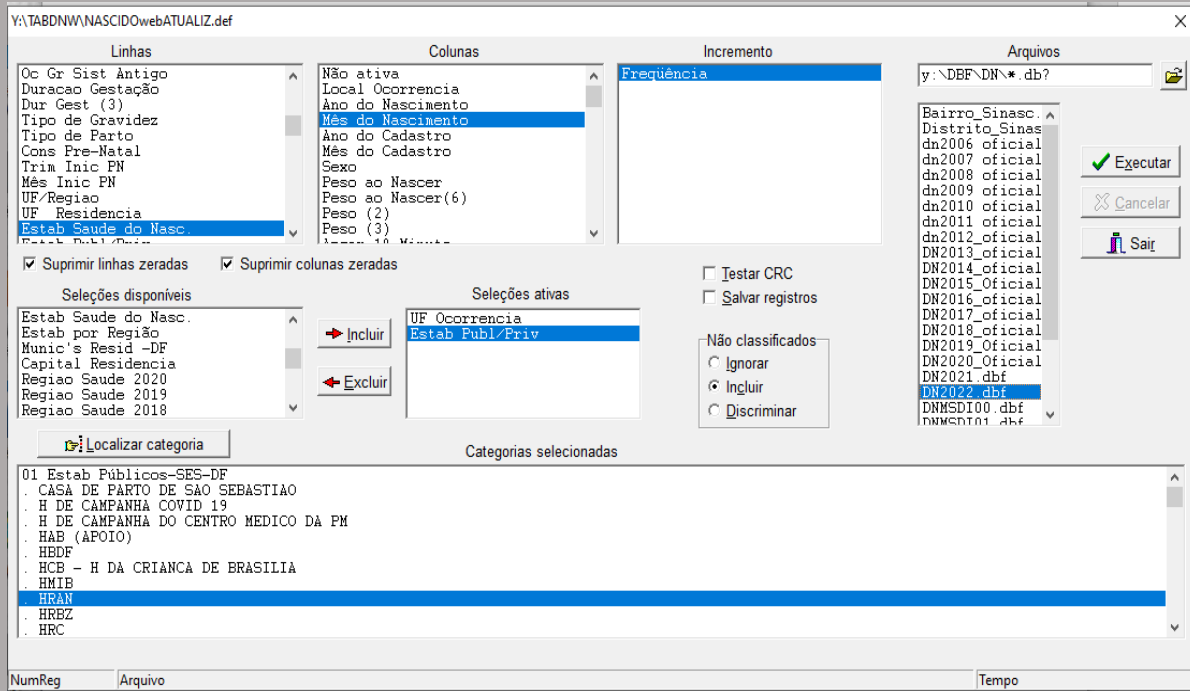 Y:\TABDNW\NASCIDOwebATUALIZ.def
Linhas
Oc Gr Sist Antigo
Duracao Gestação
Dur Gest (3)
Tipo de Gravidez
Tipo de Parto
Cons Pre-Natal
Trim Inic PN
Mês Inic PN
UF/Regiao
UF Residencia
Estab Saude do Nasc.
Estab Publ/Priv
Colunas
Não ativa
Local Ocorrencia
Ano do Nascimento
Mês do Nascimento
Ano do Cadastro
Mês do Cadastro
Sexo
Peso ao Nascer
Peso ao Nascer(6)
Peso (2)
Peso (3)
Incremento
Freqüência
Arquivos
y:\DBF\DN\*.db?
Bairro_Sinasc.
Distrito_Sinas
dn2006 oficial
dn2007 oficial
dn2008 oficial
dn2009 oficial
dn2010 oficial
dn2011 oficial
dn2012_oficial
DN2013_oficial
DN2014_oficial
DN2015_Oficial
DN2016_oficial
DN2017_oficial
DN2018_oficial
DN2019_Oficial
DN2020_Oficial
DN2021.dbf
DN2022.dbf
DNMSDI00.dbf
DNMSDI01.dbf
Executar
Cancelar
Sair
Suprimir linhas zeradas
Suprimir colunas zeradas
Testar CRC
Salvar registros
Seleções disponíveis
Estab Saude do Nasc.
Estab por Região
Munic's Resid -DF
Capital Residencia
Regiao Saude 2020
Regiao Saude 2019
Regiao Saude 2018
Incluir
Excluir
Seleções ativas
UF Ocorrencia
Estab Publ/Priv
Não classificados
Ignorar
Incluir
Discriminar
Localizar categoria
Categorias selecionadas
01 Estab Públicos-SES-DF
. CASA DE PARTO DE SAO SEBASTIAO
. H DE CAMPANHA COVID 19
. H DE CAMPANHA DO CENTRO MEDICO DA PM
. HAB (APOIO)
. HBDF
. HCB - H DA CRIANCA DE BRASILIA
. HMIB
. HRAN
. HRBZ
. HRC
NumReg
Arquivo
Tempo